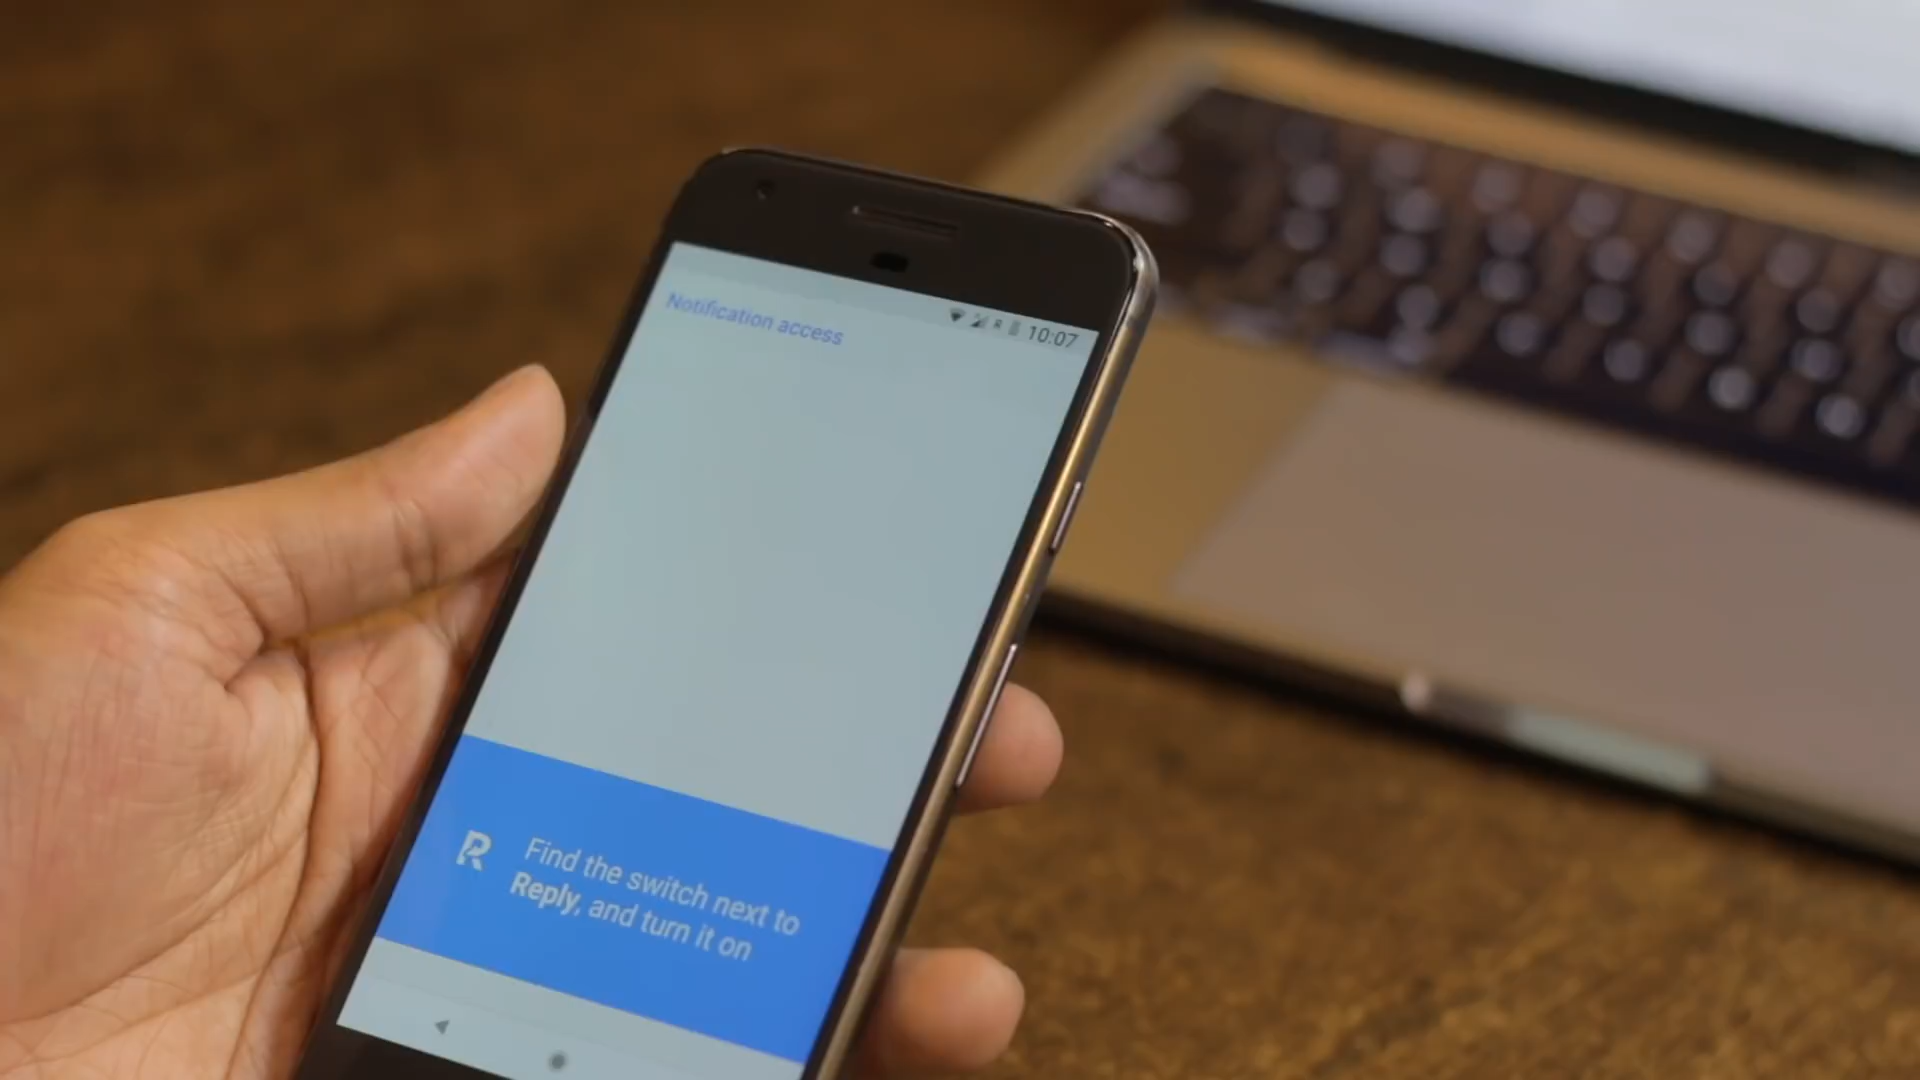 10:07
Notification access
Find the switch next to
Reply, and turn it on